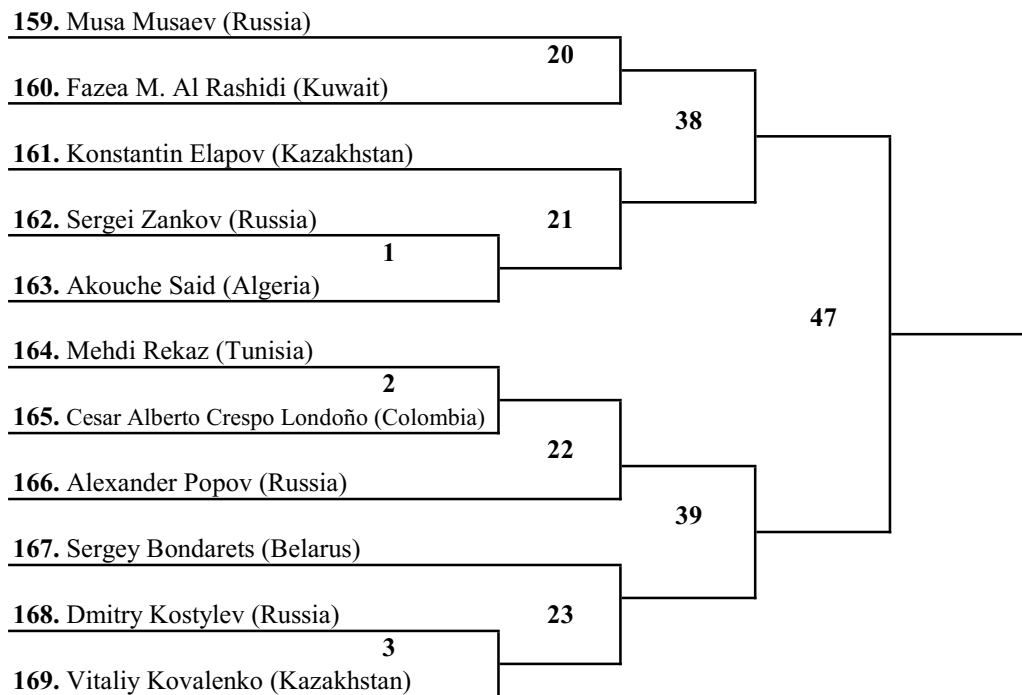 159. Musa Musaev (Russia)
20
160. Fazea M. Al Rashidi (Kuwait)
38
161. Konstantin Elapov (Kazakhstan)
162. Sergei Zankov (Russia)
21
1
163. Akouche Said (Algeria)
47
164. Mehdi Rekaz (Tunisia)
2
165. Cesar Alberto Crespo Londoño (Colombia)
22
166. Alexander Popov (Russia)
39
167. Sergey Bondarets (Belarus)
168. Dmitry Kostylev (Russia)
23
3
169. Vitaliy Kovalenko (Kazakhstan)